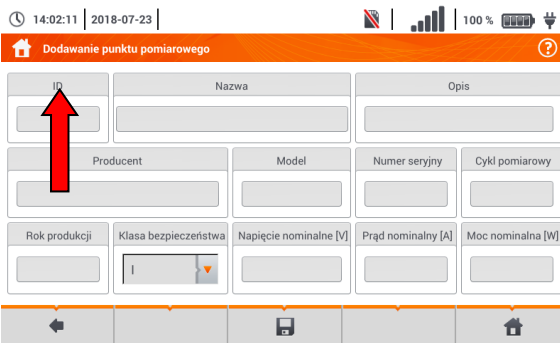 14:02:11 2018-07-23 100 %
Dodawanie punktu pomiarowego ?
ID Nazwa Opis
Producent Model Numer seryjny Cykl pomiarowy
Rok produkcji Klasa bezpieczeństwa Napięcie nominalne [V] Prąd nominalny [A] Moc nominalna [W]
I